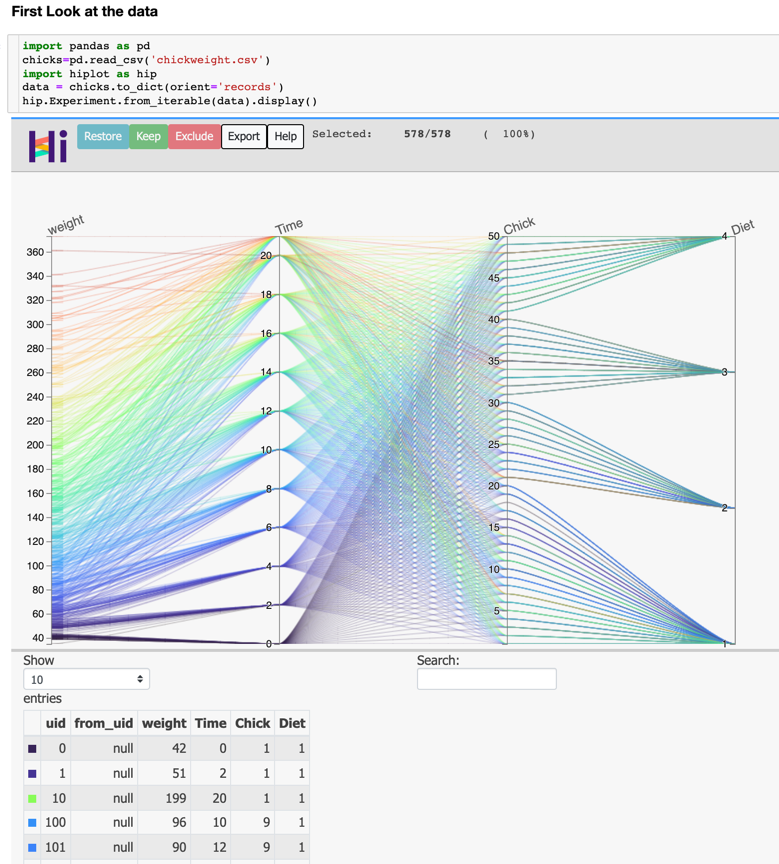 First Look at the data
import pandas as pd
chicks=pd.read_csv('chickweight.csv')
import hiplot as hip
data = chicks.to_dict(orient='records')
hip.Experiment.from_iterable(data).display()
Hi Restore Keep Exclude Export Help Selected: 578/578 ( 100%)
weight Time Chick Diet
360
340
320
300
280
260
240
220
200
180
160
140
120
100
80
60
40
20
18
16
14
12
10
8
6
4
2
0
50
45
40
35
30
25
20
15
10
5
4
3
2
1
Show Search:
10
entries
uid from_uid weight Time Chick Diet
0 null 42 0 1 1
1 null 51 2 1 1
10 null 199 20 1 1
100 null 96 10 9 1
101 null 90 12 9 1